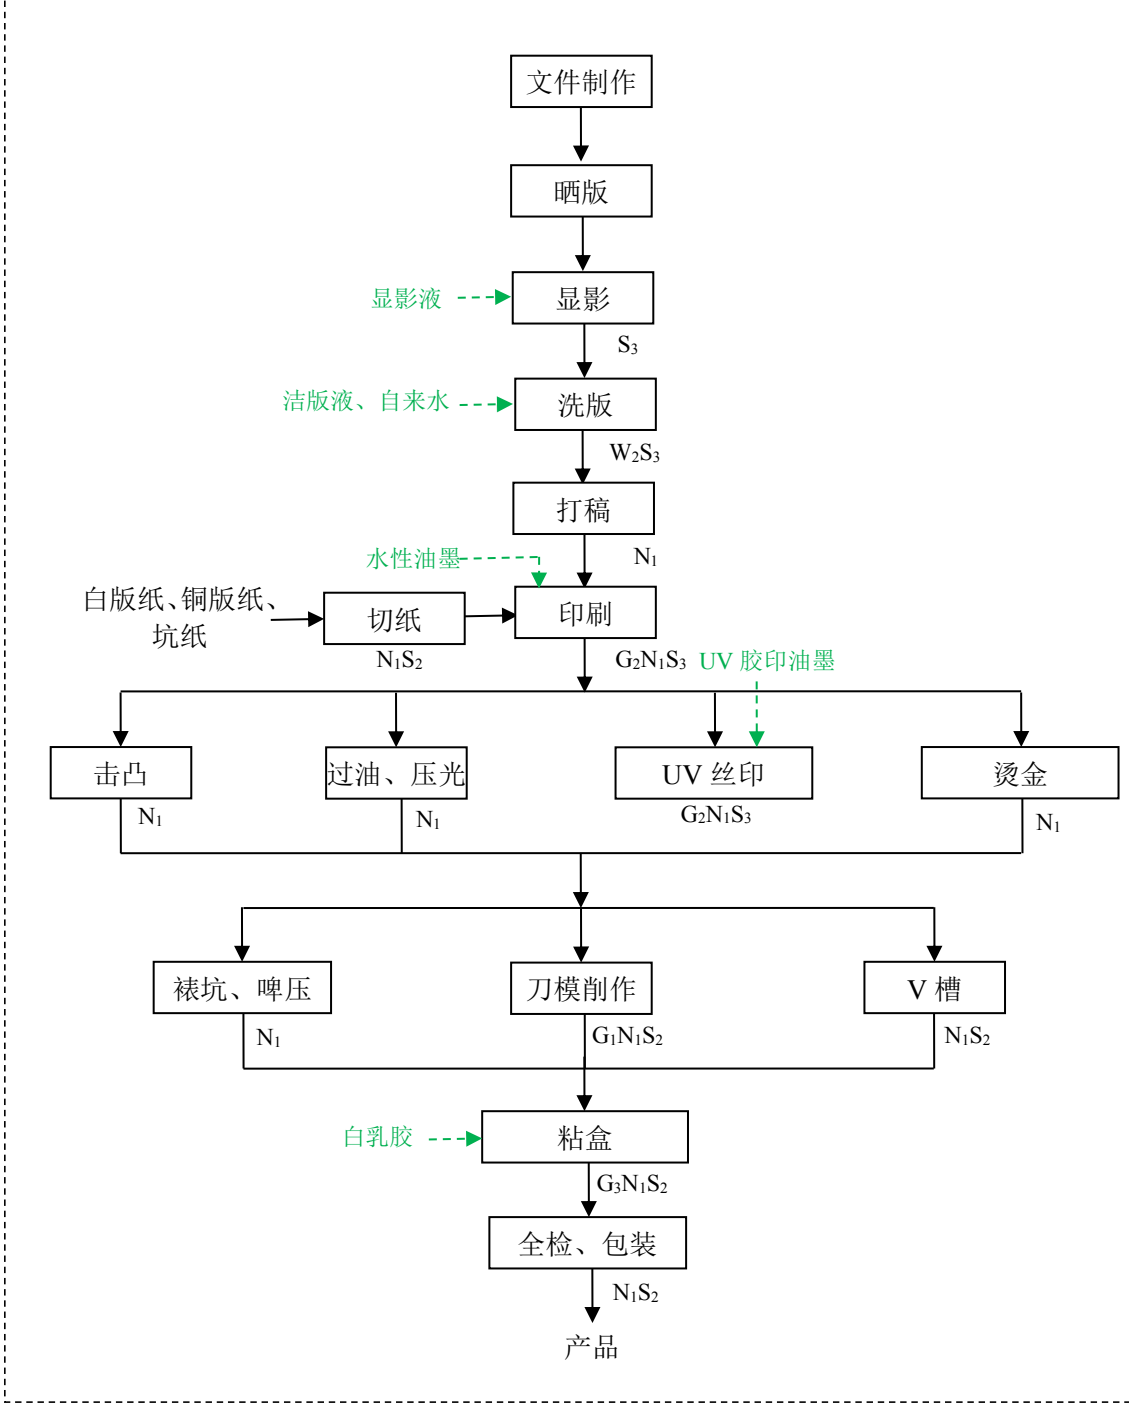 文件制作
晒版
显影液
显影
S₃
洁版液、自来水
洗版
W₂S₃
打稿
N₁
水性油墨
白版纸、铜版纸、
坑纸
切纸
印刷
N₁S₂
G₂N₁S₃
UV 胶印油墨
击凸
过油、压光
UV 丝印
烫金
N₁
N₁
G₂N₁S₃
N₁
裱坑、啤压
刀模削作
V 槽
N₁
G₁N₁S₂
N₁S₂
白乳胶
粘盒
G₃N₁S₂
全检、包装
N₁S₂
产品